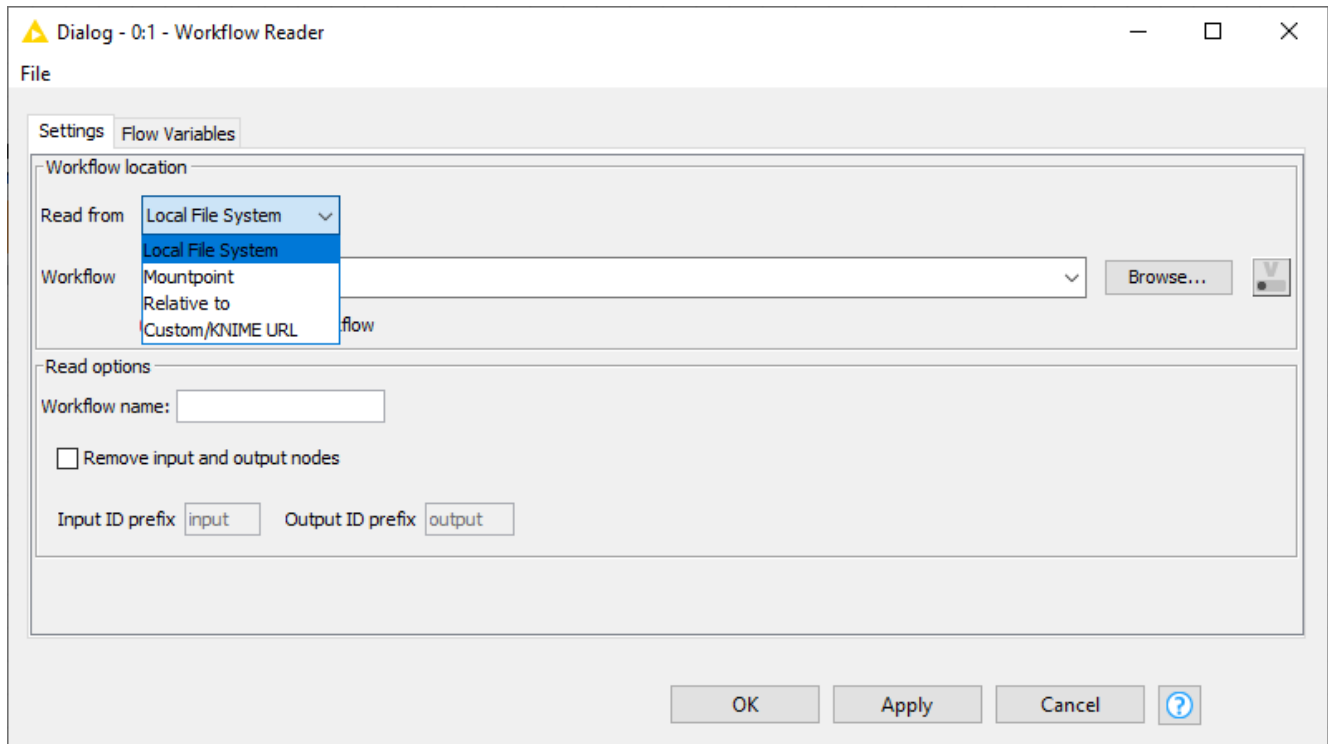 Dialog - 0:1 - Workflow Reader
File
Settings Flow Variables
Workflow location
Read from Local File System
Local File System
Workflow Mountpoint Browse... V
Relative to
Custom/KNIME URL flow
Read options
Workflow name:
Remove input and output nodes
Input ID prefix input Output ID prefix output
OK Apply Cancel ?